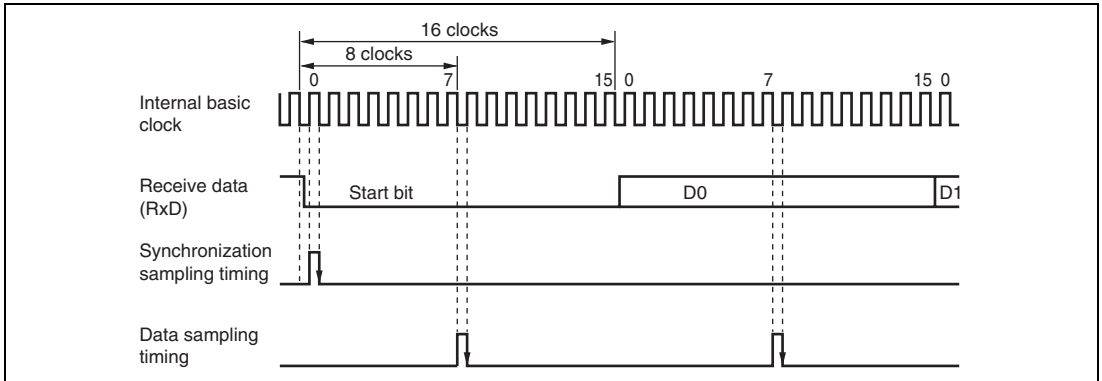 16 clocks
8 clocks
0 7 15 0 7 15 0
Internal basic
clock
Receive data
(RxD)
Start bit D0 D1
Synchronization
sampling timing
Data sampling
timing